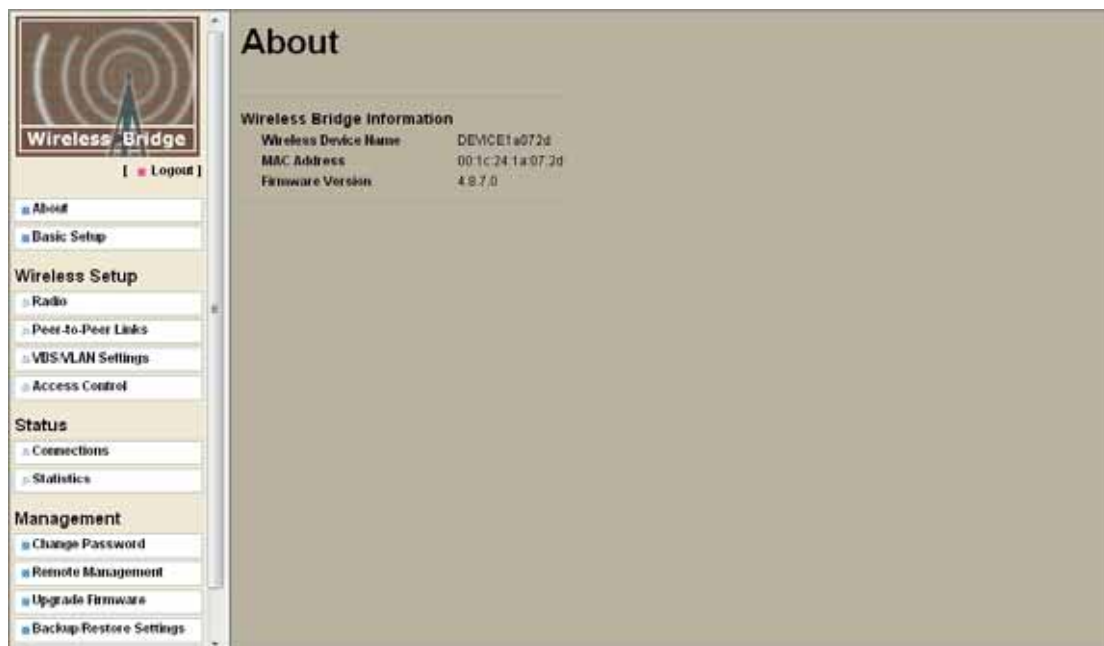 Wireless Bridge
[ Logout ]
About
Basic Setup
Wireless Setup
Radio
Peer-to-Peer Links
VBS/VLAN Settings
Access Control
Status
Connections
Statistics
Management
Change Password
Remote Management
Upgrade Firmware
Backup/Restore Settings
About
Wireless Bridge Information
Wireless Device Name DEVICE1a072d
MAC Address 00:1c:24:1a:07:2d
Firmware Version 4.8.7.0